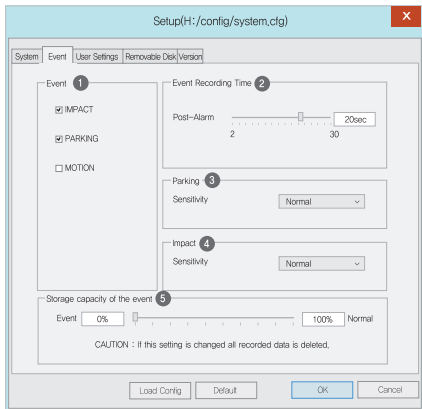 Setup(H:/config/system,cfg)
X
System Event User Settings Removable Disk Version
Event 1
IMPACT
PARKING
MOTION
Event Recording Time 2
Post-Alarm
20sec
2 30
Parking 3
Sensitivity Normal
Impact 4
Sensitivity Normal
Storage capacity of the event 5
Event 0% 100% Normal
CAUTION : If this setting is changed all recorded data is deleted,
Load Config Default OK Cancel